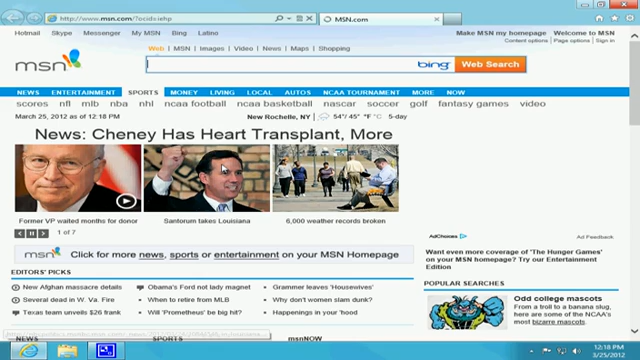 http://www.msn.com/?ocid=iehp
MSN.com
Hotmail Skype Messenger My MSN Bing Latino
Make MSN my homepage Welcome to MSN
Content options Page options Sign in
Web MSN Images Video News Maps Shopping
msn
bing Web Search
NEWS ENTERTAINMENT SPORTS MONEY LIVING LOCAL AUTOS NCAA TOURNAMENT MORE NOW
scores nfl mlb nba nhl ncaa football ncaa basketball nascar soccer golf fantasy games video
March 25, 2012 as of 12:18 PM
New Rochelle, NY 54°/ 45° °F °C 5-day
News: Cheney Has Heart Transplant, More
Former VP waited months for donor
Santorum takes Louisiana
6,000 weather records broken
1 of 7
AdChoices
Ad Feedback
msn Click for more news, sports or entertainment on your MSN Homepage
Want even more coverage of 'The Hunger Games'
on your MSN homepage? Try our Entertainment
Edition
EDITORS' PICKS
New Afghan massacre details
Several dead in W. Va. Fire
Texas team unveils $26 frank
Obama's Ford not lady magnet
When to retire from MLB
Will 'Prometheus' be big hit?
Grammer leaves 'Housewives'
Why don't women slam dunk?
Happenings in your 'hood
POPULAR SEARCHES
Odd college mascots
From a troll to a banana
slug, here are some of
the NCAA's most
bizarre mascots.
NEWS
SPORTS
msnNOW
12:18 PM
3/25/2012